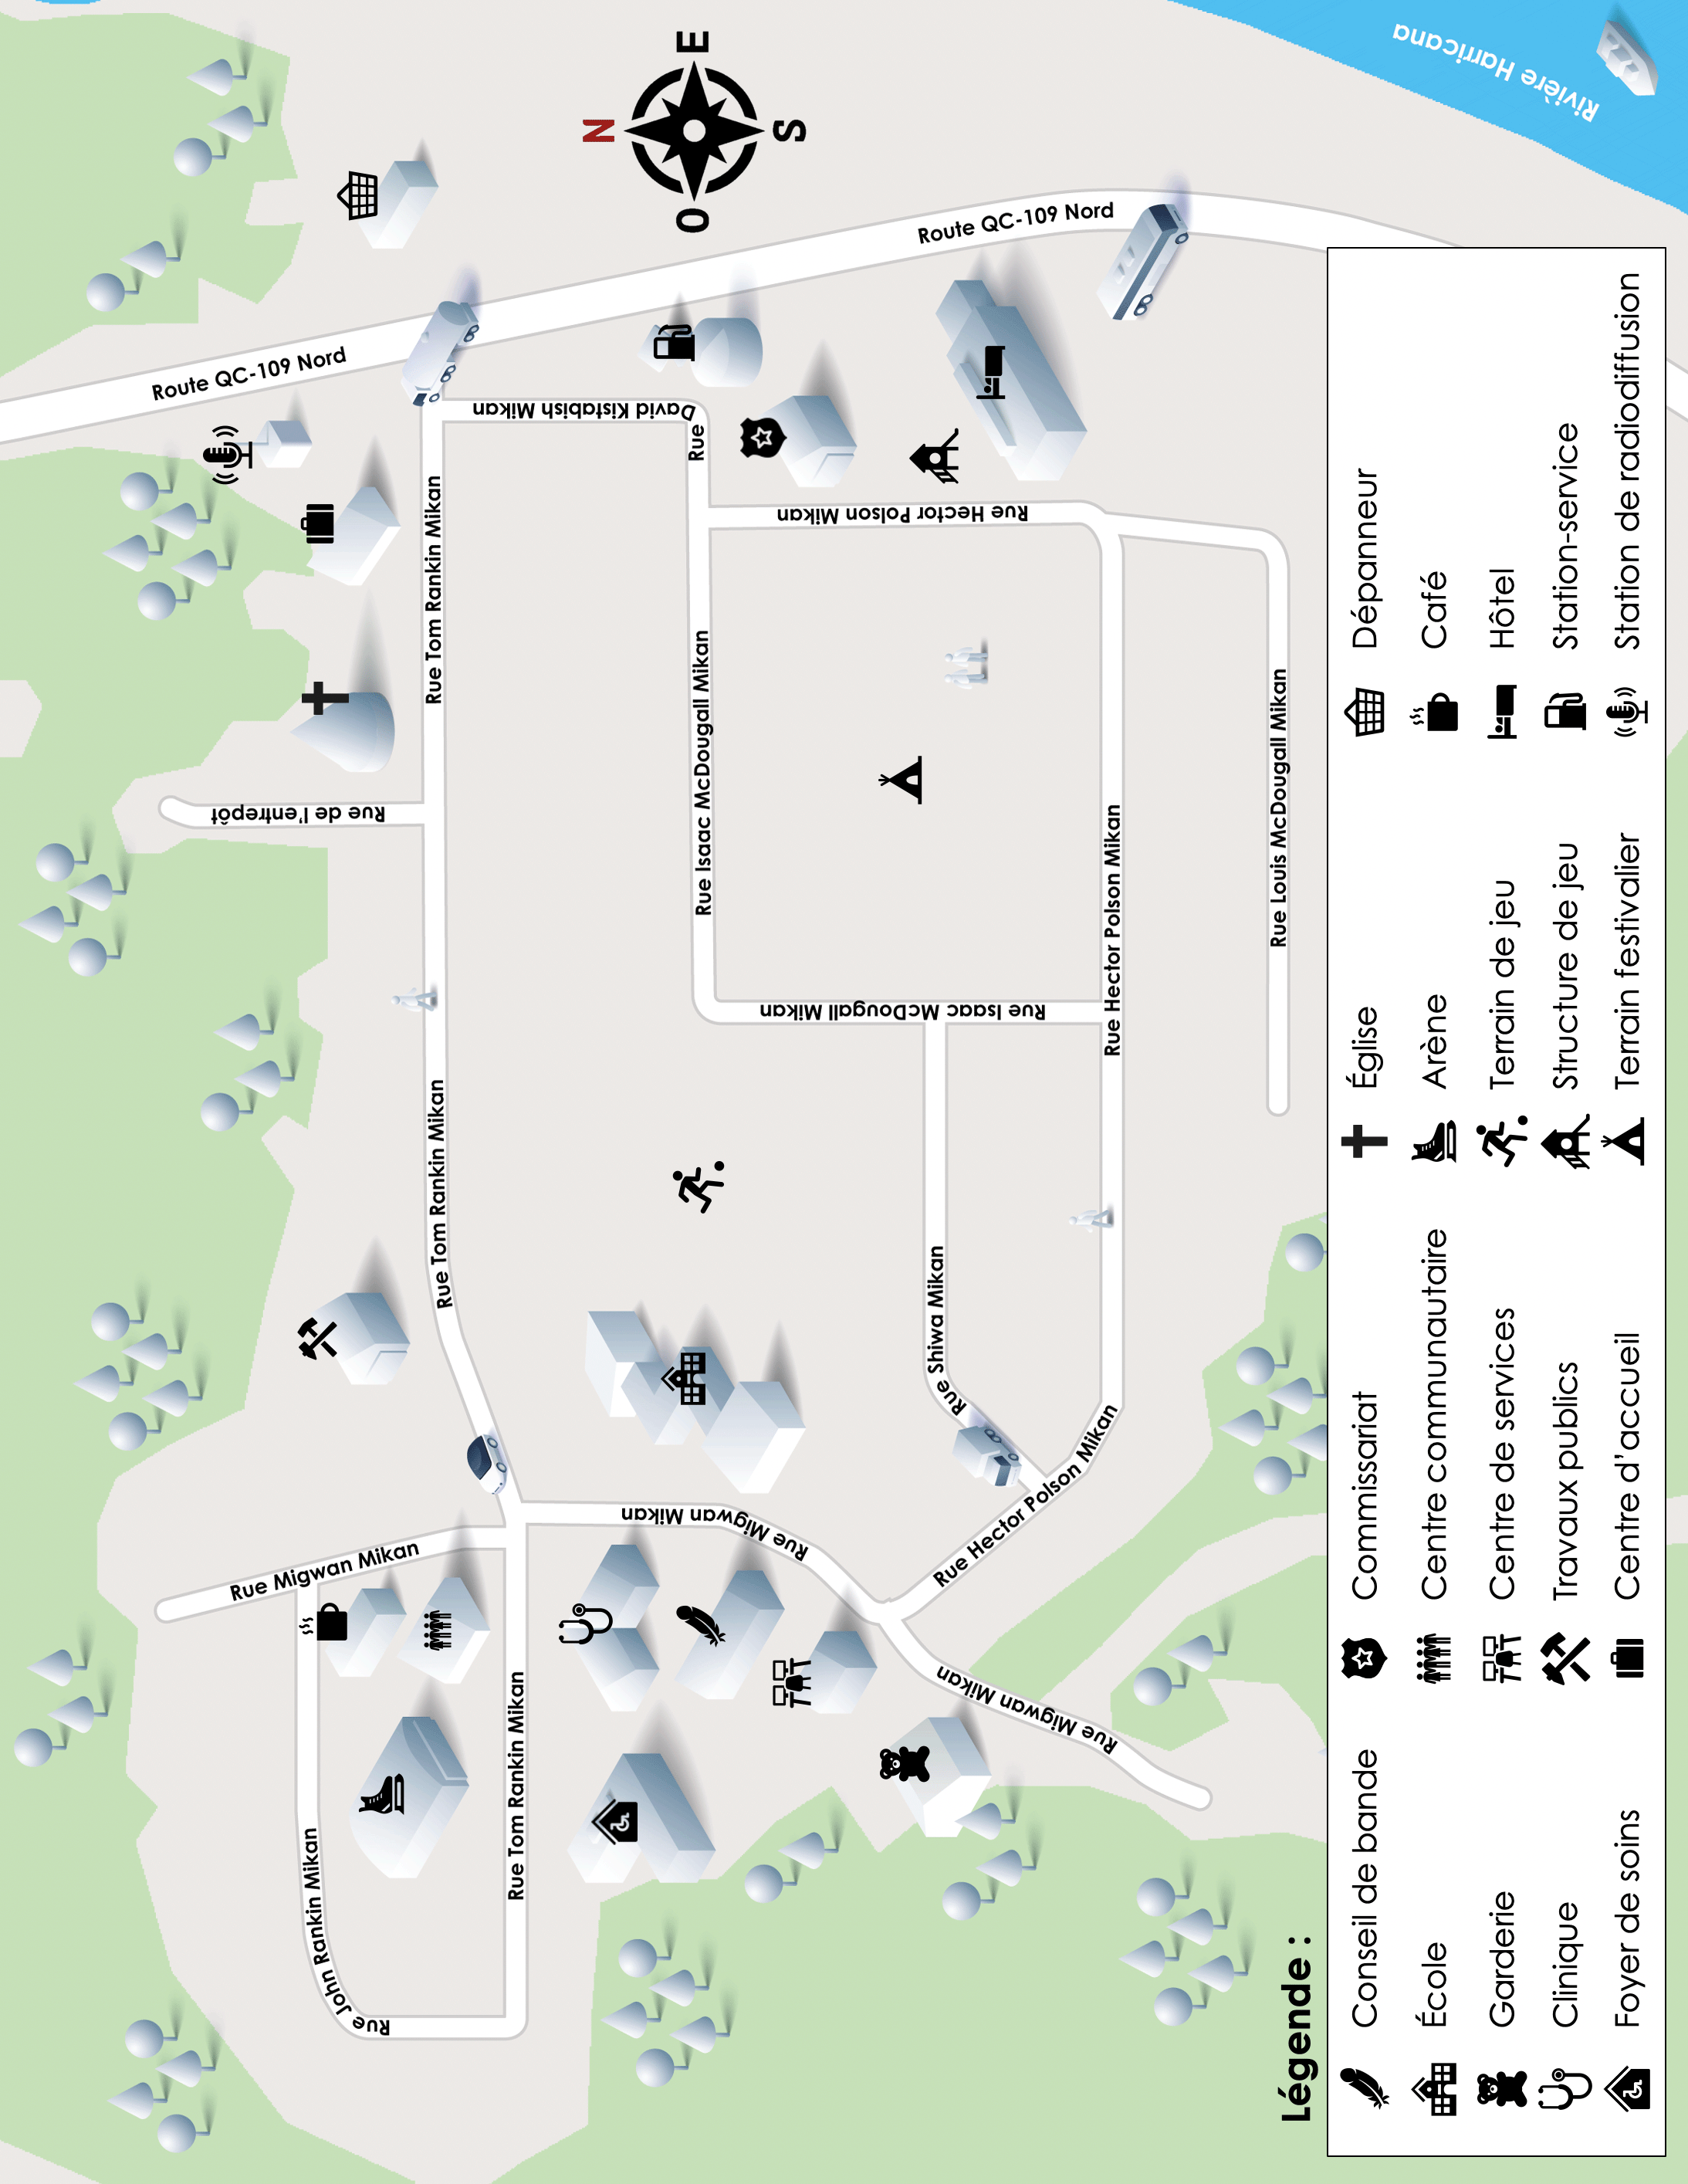 Rivière Harricana
N
E
S
O
Route QC-109 Nord
Route QC-109 Nord
Rue Tom Rankin Mikan
Rue Tom Rankin Mikan
Rue Tom Rankin Mikan
Rue de l'entrepôt
Rue David Kistabish Mikan
Rue Isaac McDougall Mikan
Rue Isaac McDougall Mikan
Rue Hector Polson Mikan
Rue Hector Polson Mikan
Rue Hector Polson Mikan
Rue Louis McDougall Mikan
Rue Shiwa Mikan
Rue Migwan Mikan
Rue Migwan Mikan
Rue Migwan Mikan
Rue John Rankin Mikan
Légende :
Conseil de bande
École
Garderie
Clinique
Foyer de soins
Commissariat
Centre communautaire
Centre de services
Travaux publics
Centre d'accueil
Église
Arène
Terrain de jeu
Structure de jeu
Terrain festivalier
Dépanneur
Café
Hôtel
Station-service
Station de radiodiffusion